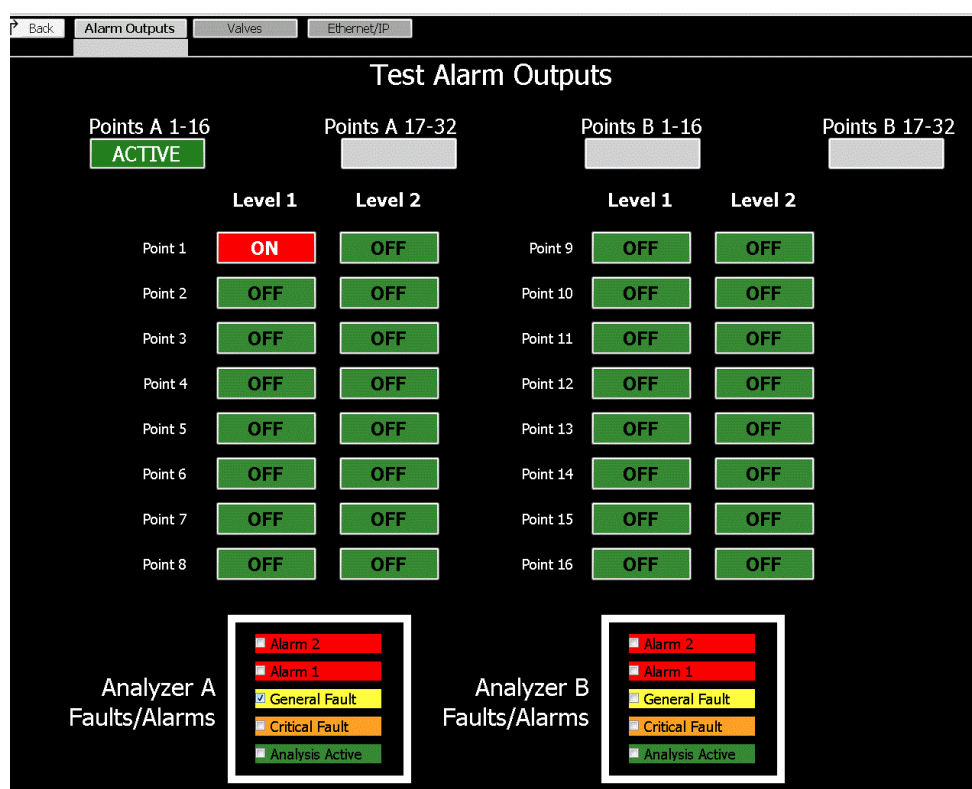 Back Alarm Outputs Valves Ethernet/IP
Test Alarm Outputs
Points A 1-16 Points A 17-32 Points B 1-16 Points B 17-32
ACTIVE
Level 1 Level 2 Level 1 Level 2
Point 1 ON OFF Point 9 OFF OFF
Point 2 OFF OFF Point 10 OFF OFF
Point 3 OFF OFF Point 11 OFF OFF
Point 4 OFF OFF Point 12 OFF OFF
Point 5 OFF OFF Point 13 OFF OFF
Point 6 OFF OFF Point 14 OFF OFF
Point 7 OFF OFF Point 15 OFF OFF
Point 8 OFF OFF Point 16 OFF OFF
Analyzer A
Faults/Alarms
Alarm 2
Alarm 1
General Fault
Critical Fault
Analysis Active
Analyzer B
Faults/Alarms
Alarm 2
Alarm 1
General Fault
Critical Fault
Analysis Active